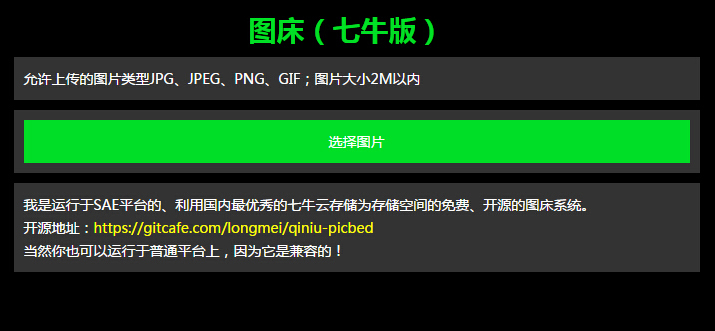 图床（七牛版）
允许上传的图片类型JPG、JPEG、PNG、GIF；图片大小2M以内
选择图片
我是运行于SAE平台的、利用国内最优秀的七牛云存储为存储空间的免费、开源的图床系统。
开源地址：https://gitcafe.com/longmei/qiniu-picbed
当然你也可以运行于普通平台上，因为它是兼容的！